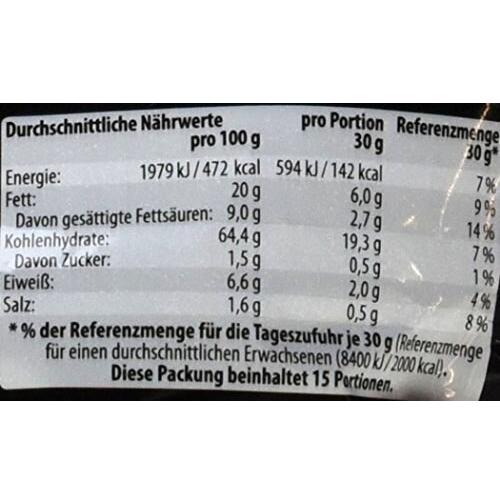 Durchschnittliche Nährwerte pro 100 g pro Portion 30 g Referenzmenge 30 g*
Energie: 1979 kJ / 472 kcal 594 kJ / 142 kcal 7%
Fett: 20 g 6,0 g 9%
Davon gesättigte Fettsäuren: 9,0 g 2,7 g 14%
Kohlenhydrate: 64,4 g 19,3 g 7%
Davon Zucker: 1,5 g 0,5 g 1%
Eiweiß: 6,6 g 2,0 g 4%
Salz: 1,6 g 0,5 g 8%
*% der Referenzmenge für die Tageszufuhr je 30 g (Referenzmenge
für einen durchschnittlichen Erwachsenen (8400 kJ/2000 kcal).
Diese Packung beinhaltet 15 Portionen.